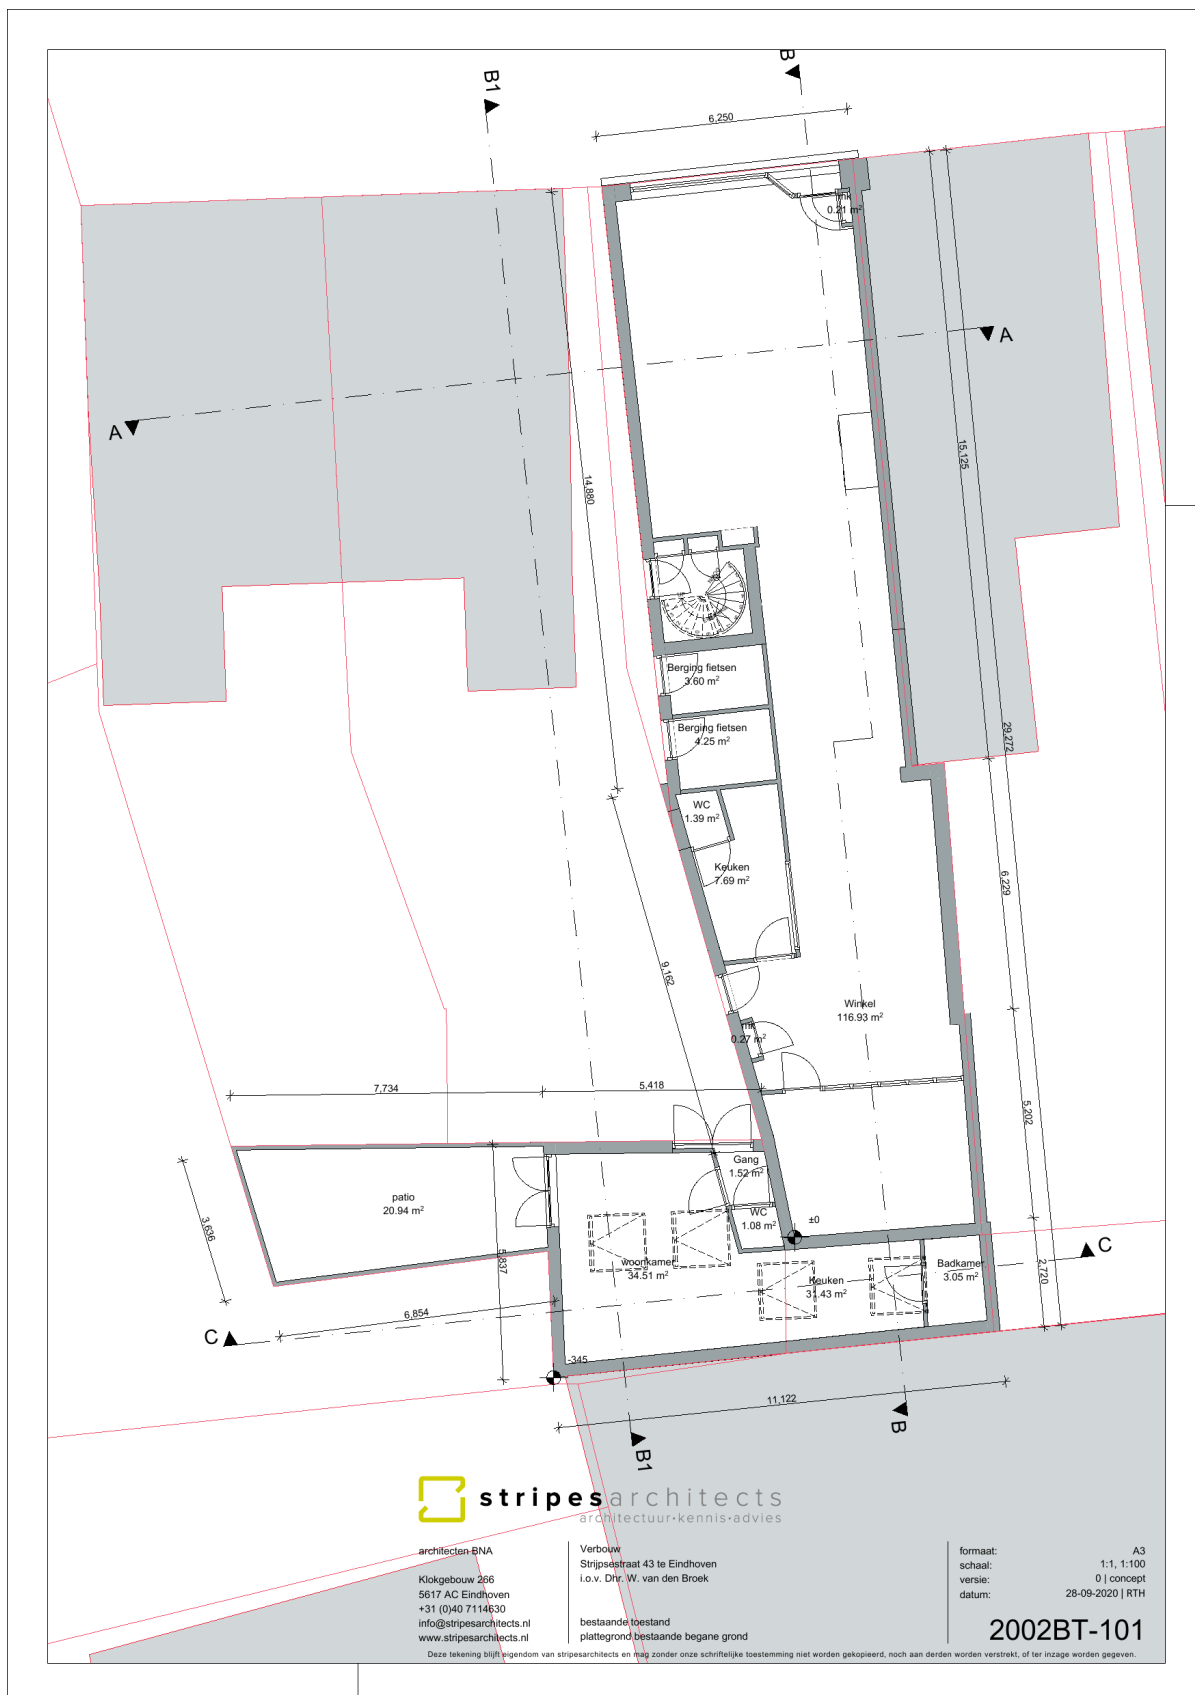 B1
B
6,250
mk
0.21 m²
A
A
15,125
14,880
Berging fietsen
3.60 m²
Berging fietsen
4.25 m²
29,272
WC
1.39 m²
Keuken
7.69 m²
6,229
9,162
Winkel
116.93 m²
mk
0.27 m²
7,734
5,418
5,202
Gang
1.52 m²
patio
20.94 m²
WC
1.08 m²
±0
3,636
5,837
woonkamer
34.51 m²
Keuken
31.43 m²
Badkamer
3.05 m²
2,720
C
C
6,854
-345
11,122
B
B1
stripesarchitects
architectuur•kennis•advies
architecten BNA
Klokgebouw 266
5617 AC Eindhoven
+31 (0)40 7114630
info@stripesarchitects.nl
www.stripesarchitects.nl
Verbouw
Strijpsestraat 43 te Eindhoven
i.o.v. Dhr. W. van den Broek
bestaande toestand
plattegrond bestaande begane grond
formaat: A3
schaal: 1:1, 1:100
versie: 0 | concept
datum: 28-09-2020 | RTH
2002BT-101
Deze tekening blijft eigendom van stripesarchitects en mag zonder onze schriftelijke toestemming niet worden gekopieerd, noch aan derden worden verstrekt, of ter inzage worden gegeven.